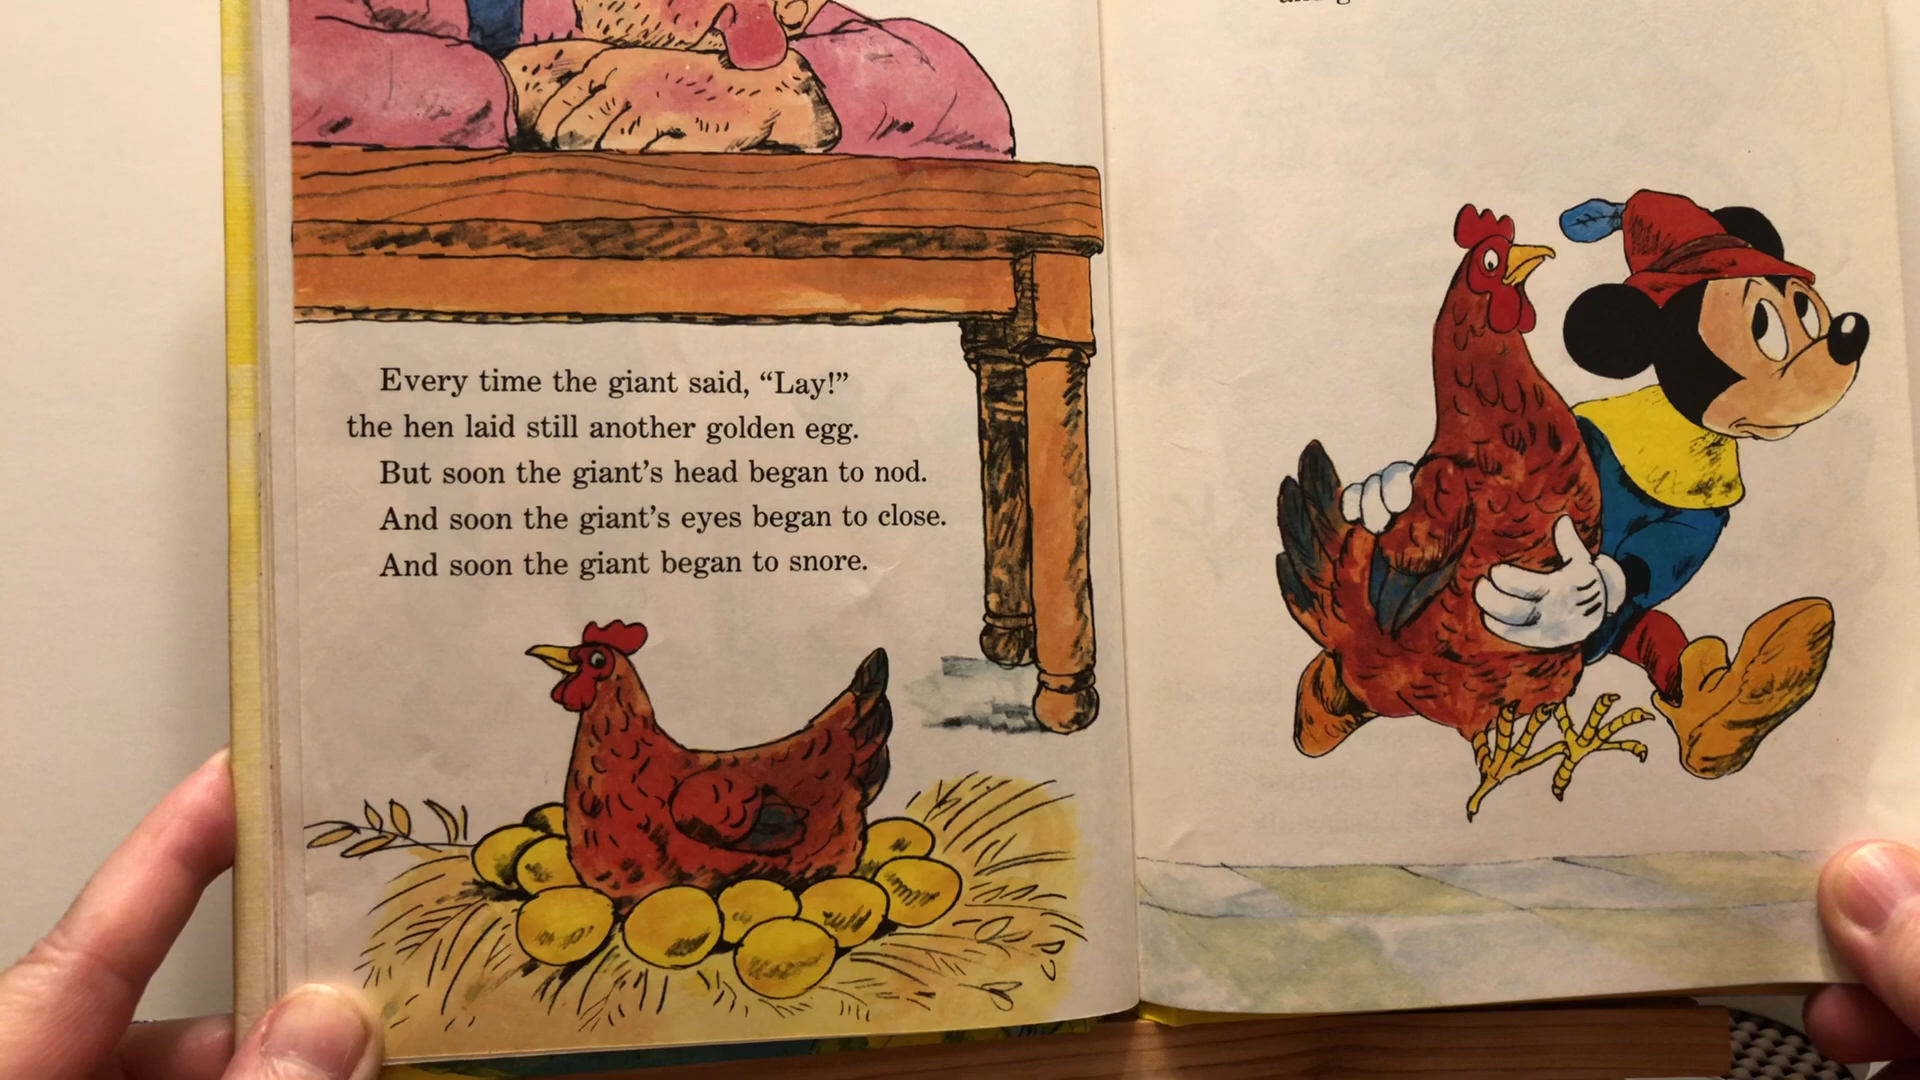 Every time the giant said, “Lay!”
the hen laid still another golden egg.
But soon the giant’s head began to nod.
And soon the giant’s eyes began to close.
And soon the giant began to snore.